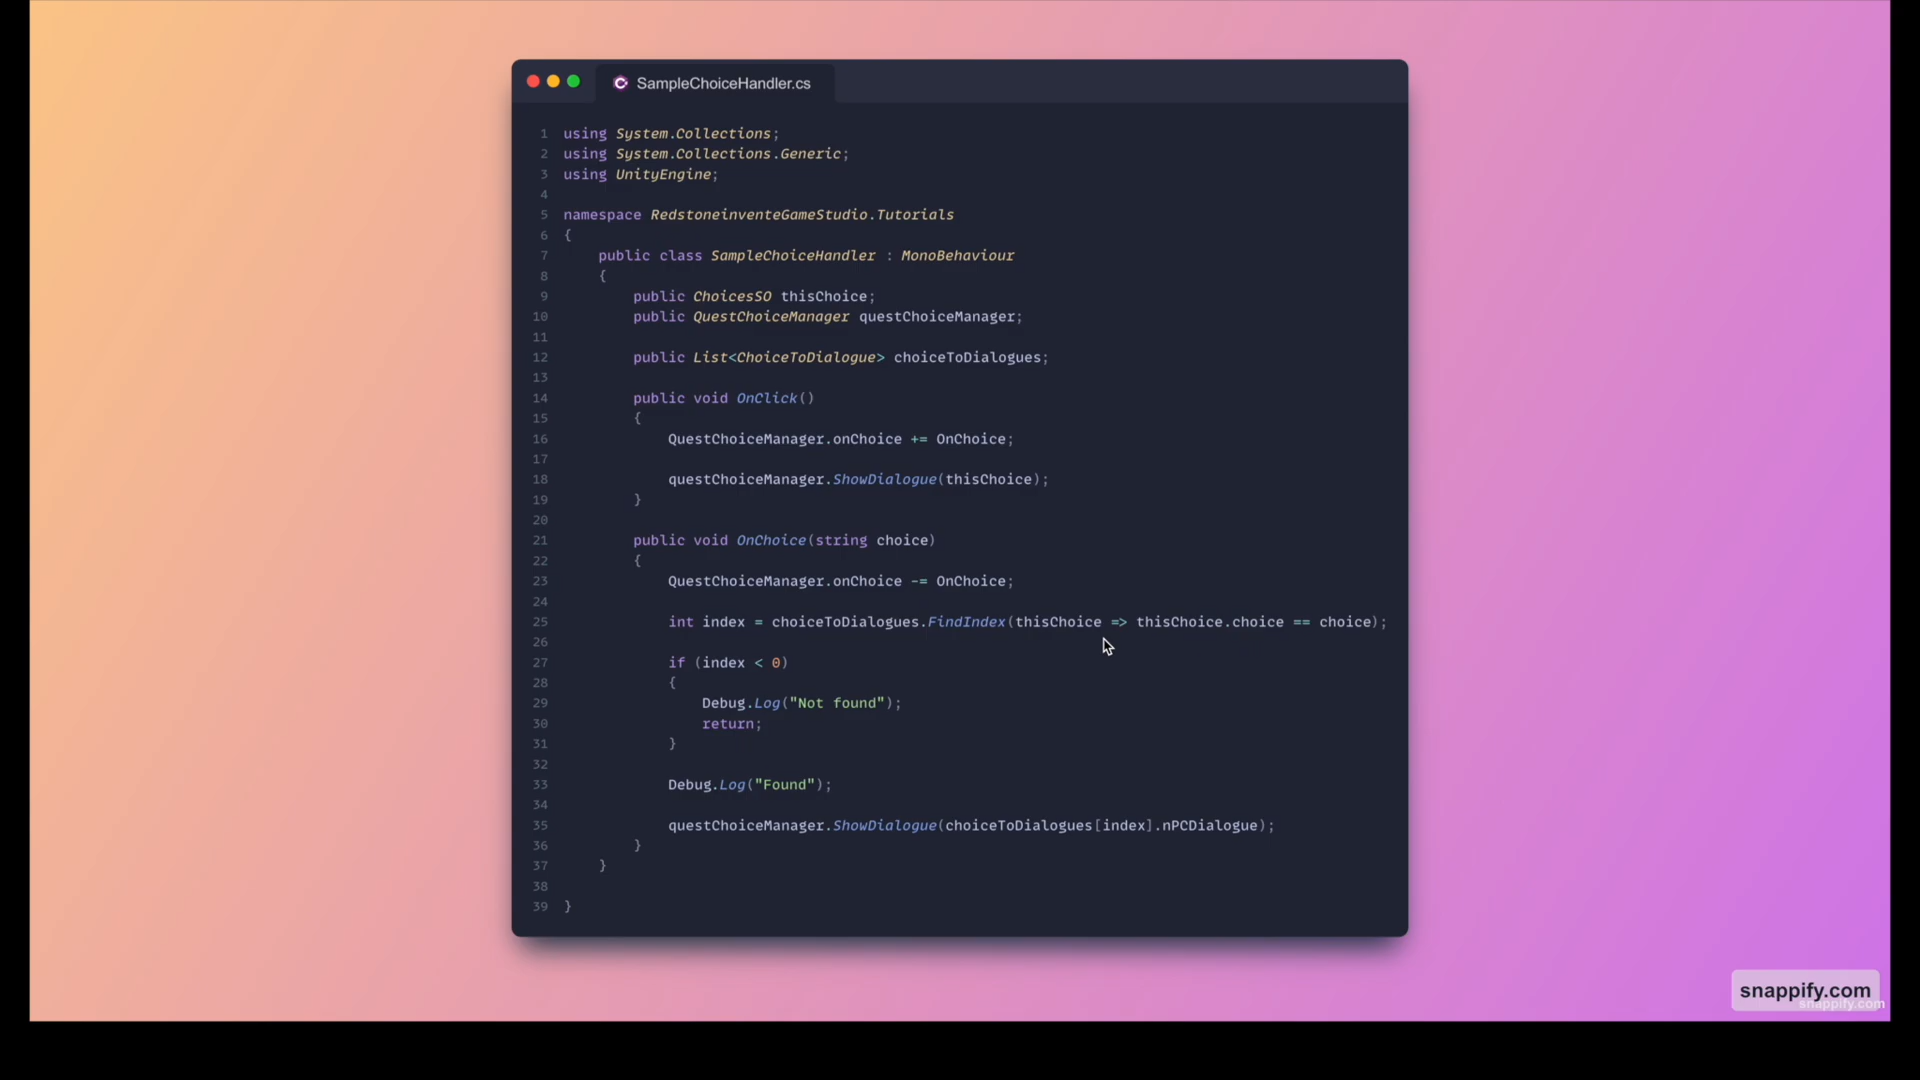 SampleChoiceHandler.cs
1 using System.Collections;
2 using System.Collections.Generic;
3 using UnityEngine;
4
5 namespace RedstoneinventeGameStudio.Tutorials
6 {
7     public class SampleChoiceHandler : MonoBehaviour
8     {
9         public ChoicesSO thisChoice;
10         public QuestChoiceManager questChoiceManager;
11
12         public List<ChoiceToDialogue> choiceToDialogues;
13
14         public void OnClick()
15         {
16             QuestChoiceManager.onChoice += OnChoice;
17
18             questChoiceManager.ShowDialogue(thisChoice);
19         }
20
21         public void OnChoice(string choice)
22         {
23             QuestChoiceManager.onChoice -= OnChoice;
24
25             int index = choiceToDialogues.FindIndex(thisChoice => thisChoice.choice == choice);
26
27             if (index < 0)
28             {
29                 Debug.Log("Not found");
30                 return;
31             }
32
33             Debug.Log("Found");
34
35             questChoiceManager.ShowDialogue(choiceToDialogues[index].nPCDialogue);
36         }
37     }
38
39 }
snappify.com
snappify.com